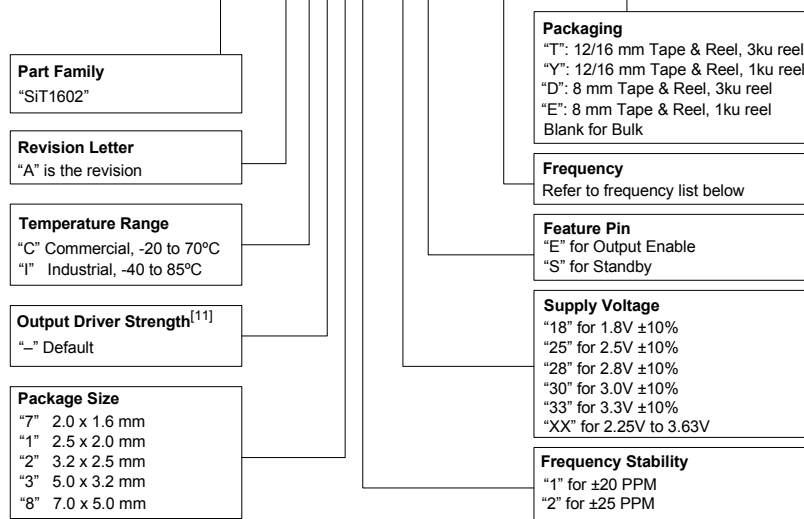 Part Family
“SiT1602”
Revision Letter
“A” is the revision
Temperature Range
“C” Commercial, -20 to 70ºC
“I” Industrial, -40 to 85ºC
Output Driver Strength[11]
“–” Default
Package Size
“7” 2.0 x 1.6 mm
“1” 2.5 x 2.0 mm
“2” 3.2 x 2.5 mm
“3” 5.0 x 3.2 mm
“8” 7.0 x 5.0 mm
Packaging
“T”: 12/16 mm Tape & Reel, 3ku reel
“Y”: 12/16 mm Tape & Reel, 1ku reel
“D”: 8 mm Tape & Reel, 3ku reel
“E”: 8 mm Tape & Reel, 1ku reel
Blank for Bulk
Frequency
Refer to frequency list below
Feature Pin
“E” for Output Enable
“S” for Standby
Supply Voltage
“18” for 1.8V ±10%
“25” for 2.5V ±10%
“28” for 2.8V ±10%
“30” for 3.0V ±10%
“33” for 3.3V ±10%
“XX” for 2.25V to 3.63V
Frequency Stability
“1” for ±20 PPM
“2” for ±25 PPM